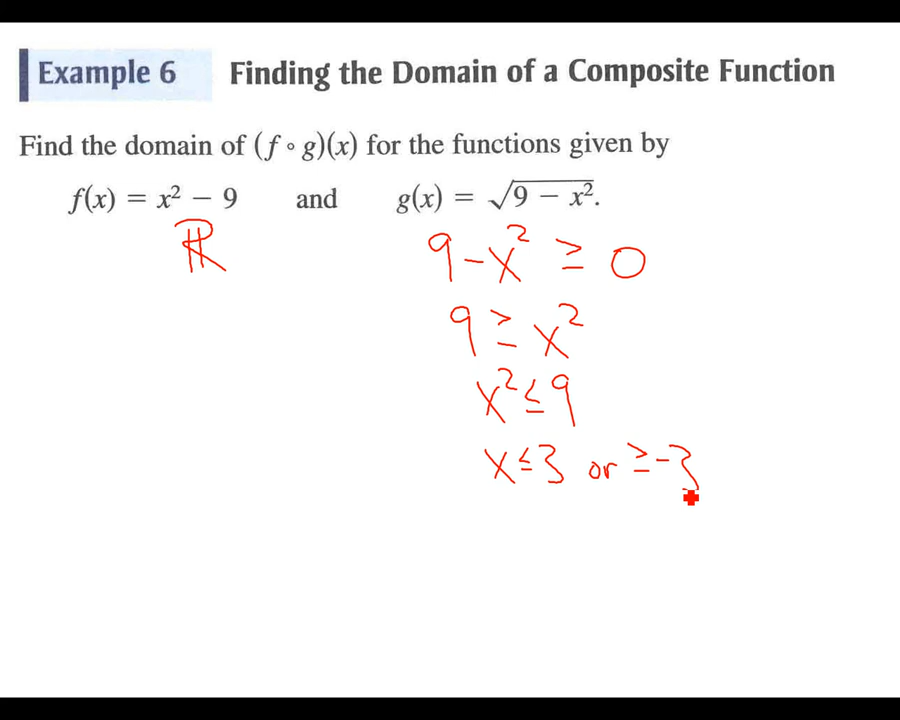 Example 6 Finding the Domain of a Composite Function
Find the domain of (f ∘ g)(x) for the functions given by
f(x) = x² − 9 and g(x) = √(9 − x²).
ℝ 9-x² ≥ 0
9 ≥ x²
x² ≤ 9
x ≤ 3 or ≥ -3